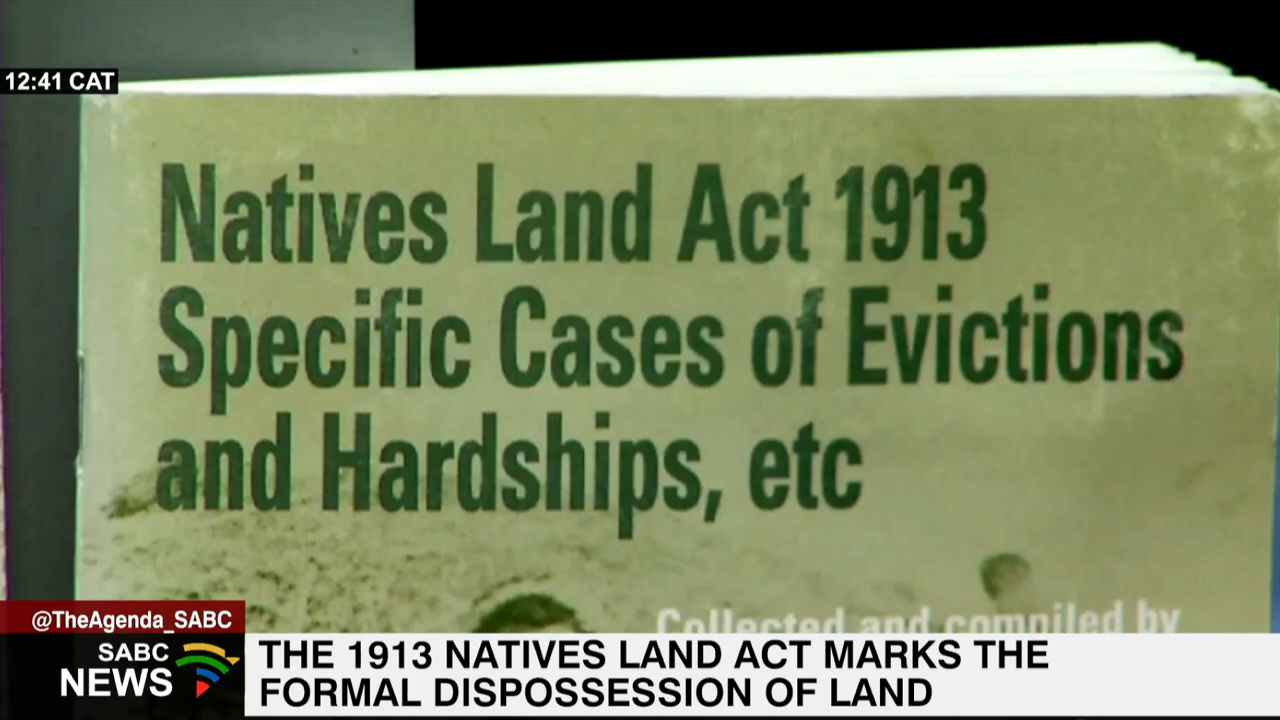 12:41 CAT
Natives Land Act 1913
Specific Cases of Evictions
and Hardships, etc
Collected and compiled by
@TheAgenda_SABC
SABC
NEWS
THE 1913 NATIVES LAND ACT MARKS THE
FORMAL DISPOSSESSION OF LAND